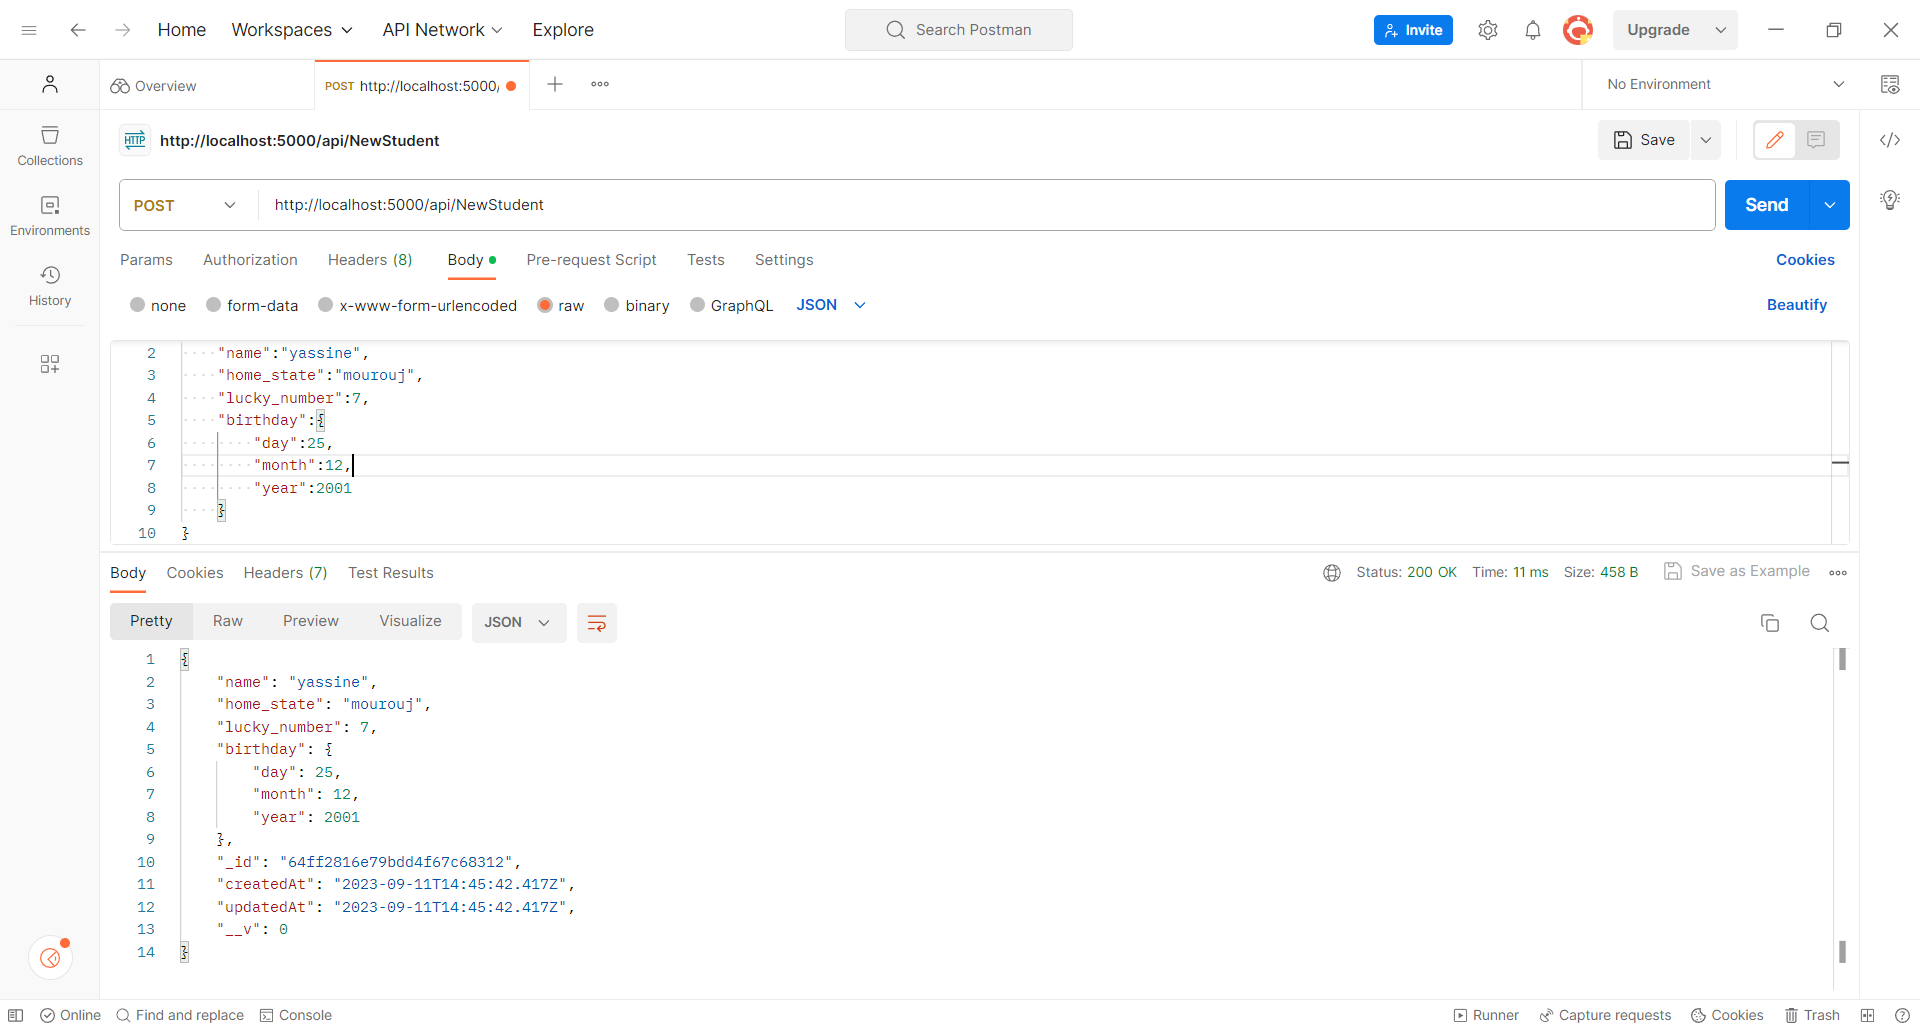 Home Workspaces API Network Explore Search Postman Invite Upgrade
Overview POST http://localhost:5000/ No Environment
HTTP http://localhost:5000/api/NewStudent Save
POST http://localhost:5000/api/NewStudent Send
Params Authorization Headers (8) Body Pre-request Script Tests Settings Cookies
none form-data x-www-form-urlencoded raw binary GraphQL JSON Beautify
Collections
Environments
History
2 "name":"yassine",
3 "home_state":"mourouj",
4 "lucky_number":7,
5 "birthday":{
6 "day":25,
7 "month":12,
8 "year":2001
9 }
10 }
Body Cookies Headers (7) Test Results Status: 200 OK Time: 11 ms Size: 458 B Save as Example
Pretty Raw Preview Visualize JSON
1 {
2 "name": "yassine",
3 "home_state": "mourouj",
4 "lucky_number": 7,
5 "birthday": {
6 "day": 25,
7 "month": 12,
8 "year": 2001
9 },
10 "_id": "64ff2816e79bdd4f67c68312",
11 "createdAt": "2023-09-11T14:45:42.417Z",
12 "updatedAt": "2023-09-11T14:45:42.417Z",
13 "__v": 0
14 }
Online Find and replace Console Runner Capture requests Cookies Trash